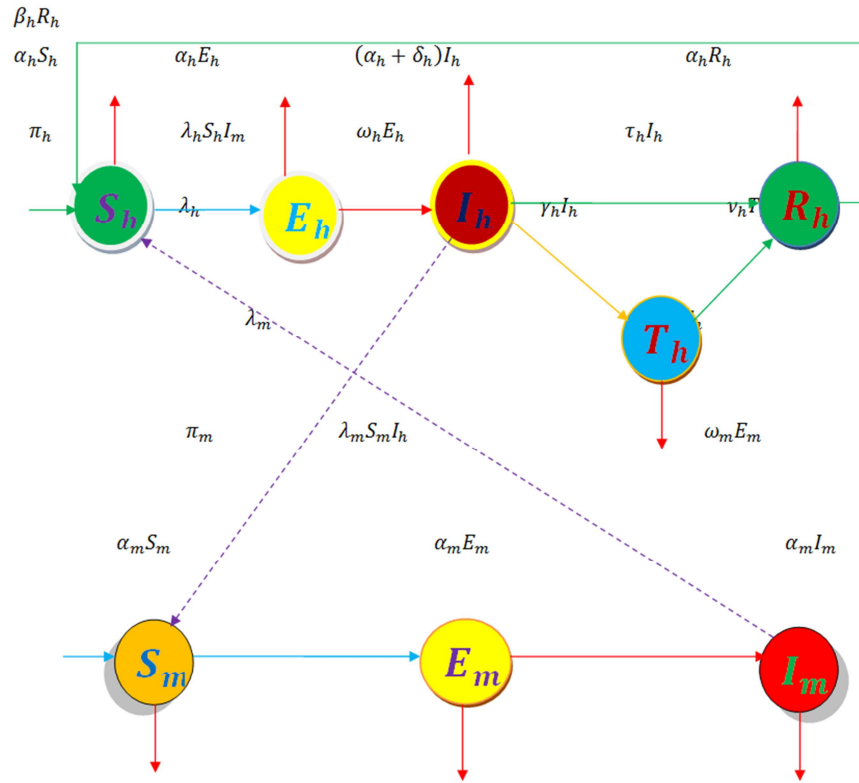 βₕRₕ
αₕSₕ αₕEₕ (αₕ + δₕ)Iₕ αₕRₕ
πₕ λₕSₕIₘ ωₕEₕ τₕIₕ
Sₕ λₕ Eₕ Iₕ γₕIₕ νₕT Rₕ
λₘ Tₕ ₕ
πₘ λₘSₘIₕ ωₘEₘ
αₘSₘ αₘEₘ αₘIₘ
Sₘ Eₘ Iₘ